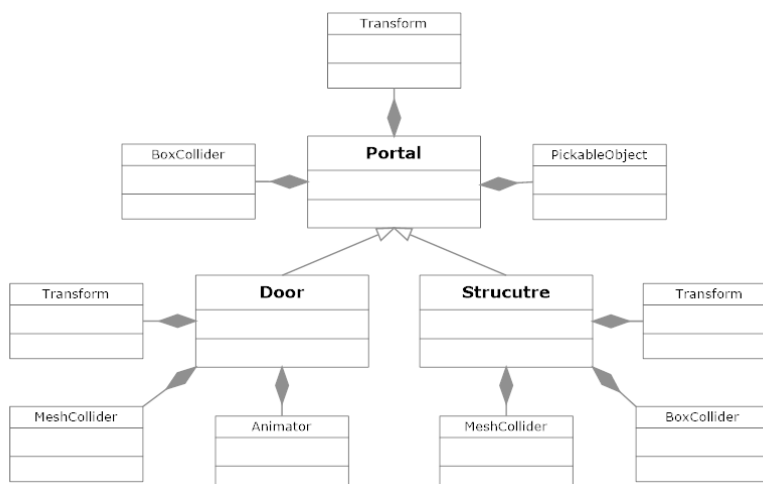 Transform
BoxCollider
Portal
PickableObject
Transform
Door
Strucutre
Transform
MeshCollider
Animator
MeshCollider
BoxCollider